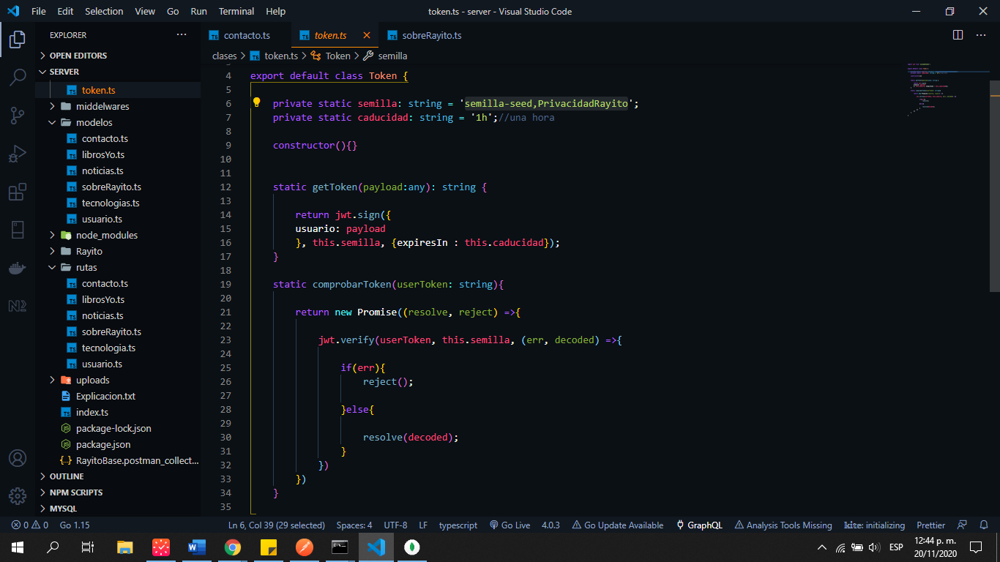 File Edit Selection View Go Run Terminal Help token.ts - server - Visual Studio Code
EXPLORER
OPEN EDITORS
SERVER
token.ts
middelwares
modelos
contacto.ts
librosYo.ts
noticias.ts
sobreRayito.ts
tecnologias.ts
usuario.ts
node_modules
Rayito
rutas
contacto.ts
librosYo.ts
noticias.ts
sobreRayito.ts
tecnologia.ts
usuario.ts
uploads
Explicacion.txt
index.ts
package-lock.json
package.json
RayitoBase.postman_collect...
OUTLINE
NPM SCRIPTS
MYSQL
contacto.ts token.ts sobreRayito.ts
clases > token.ts > Token > semilla
4 export default class Token {
5
6 private static semilla: string = 'semilla-seed,PrivacidadRayito';
7 private static caducidad: string = '1h';//una hora
8
9 constructor(){}
10
11
12 static getToken(payload:any): string {
13
14 return jwt.sign({
15 usuario: payload
16 }, this.semilla, {expiresIn : this.caducidad});
17 }
18
19 static comprobarToken(userToken: string){
20
21 return new Promise((resolve, reject) =>{
22
23 jwt.verify(userToken, this.semilla, (err, decoded) =>{
24
25 if(err){
26 reject();
27
28 }else{
29
30 resolve(decoded);
31 }
32 })
33 })
34 }
35
0 0 Go 1.15 Ln 6, Col 39 (29 selected) Spaces: 4 UTF-8 LF typescript Go Live 4.0.3 Go Update Available GraphQL Analysis Tools Missing kite: initializing Prettier
ESP
12:44 p. m.
20/11/2020